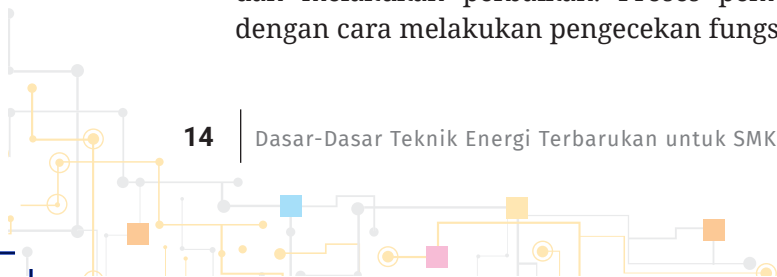 dengan cara melakukan pengecekan fungs
14 Dasar-Dasar Teknik Energi Terbarukan untuk SMK